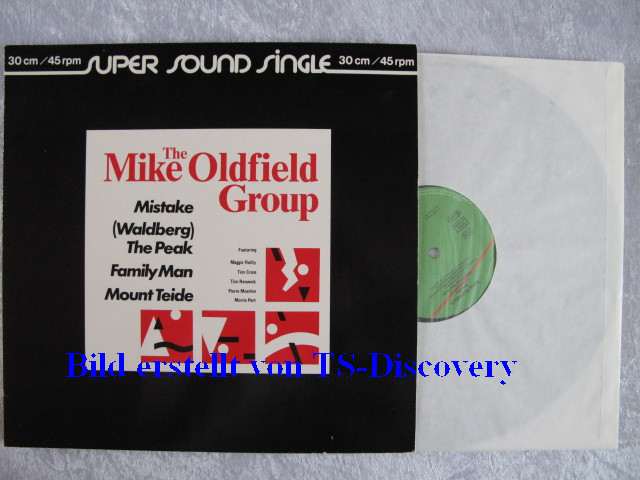 30 cm/45 rpm SUPER SOUND SINGLE 30 cm/45 rpm
The
Mike Oldfield
Group
Mistake
(Waldberg)
The Peak
Family Man
Mount Teide
Featuring
Maggie Reilly
Tim Cross
Tim Renwick
Pierre Moerlen
Morris Pert
Bild erstellt von TS-Discovery